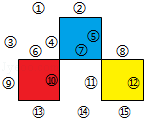 ① ②
③ ④ ⑤
⑥ ⑦ ⑧
⑨ ⑩ ⑪ ⑫
⑬ ⑭ ⑮